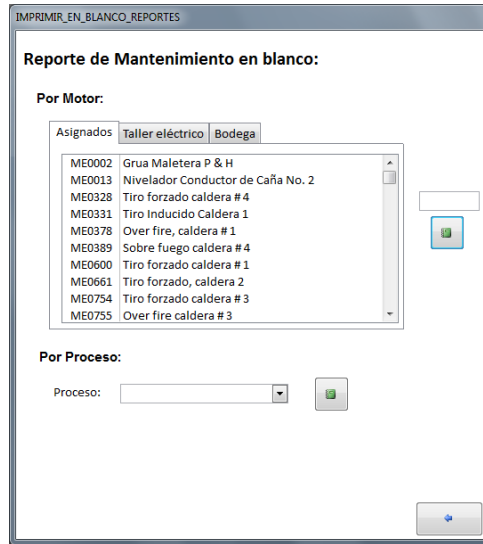 IMPRIMIR_EN_BLANCO_REPORTES
Reporte de Mantenimiento en blanco:
Por Motor:
Asignados Taller eléctrico Bodega
ME0002 Grua Maletera P & H
ME0013 Nivelador Conductor de Caña No. 2
ME0328 Tiro forzado caldera # 4
ME0331 Tiro Inducido Caldera 1
ME0378 Over fire, caldera # 1
ME0389 Sobre fuego caldera # 4
ME0600 Tiro forzado caldera # 1
ME0661 Tiro forzado, caldera 2
ME0754 Tiro forzado caldera # 3
ME0755 Over fire caldera # 3
Por Proceso:
Proceso: